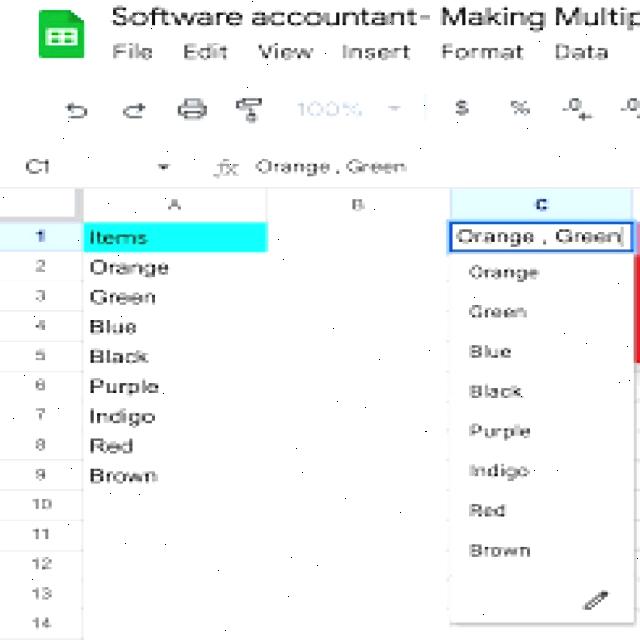 Software accountant- Making Multip
File Edit View Insert Format Data
100% $ % .0 .0
C1 fx Orange , Green
A B C
1 Items Orange , Green
2 Orange Orange
3 Green Green
4 Blue Blue
5 Black Black
6 Purple Purple
7 Indigo Indigo
8 Red Red
9 Brown Brown
10
11
12
13
14